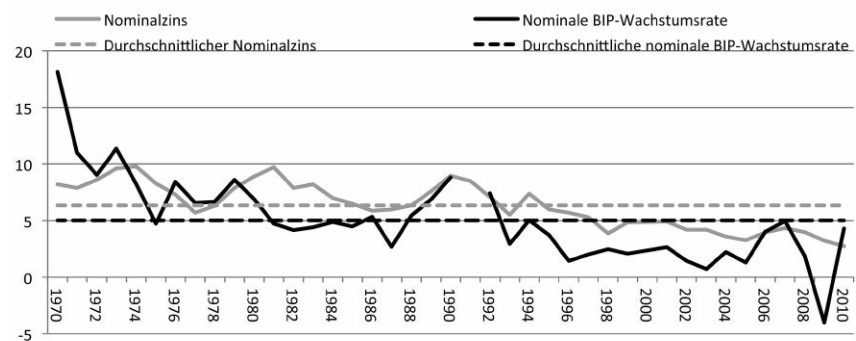 Nominalzins Nominale BIP-Wachstumsrate
Durchschnittlicher Nominalzins Durchschnittliche nominale BIP-Wachstumsrate
20
15
10
5
0
-5
1970 1972 1974 1976 1978 1980 1982 1984 1986 1988 1990 1992 1994 1996 1998 2000 2002 2004 2006 2008 2010